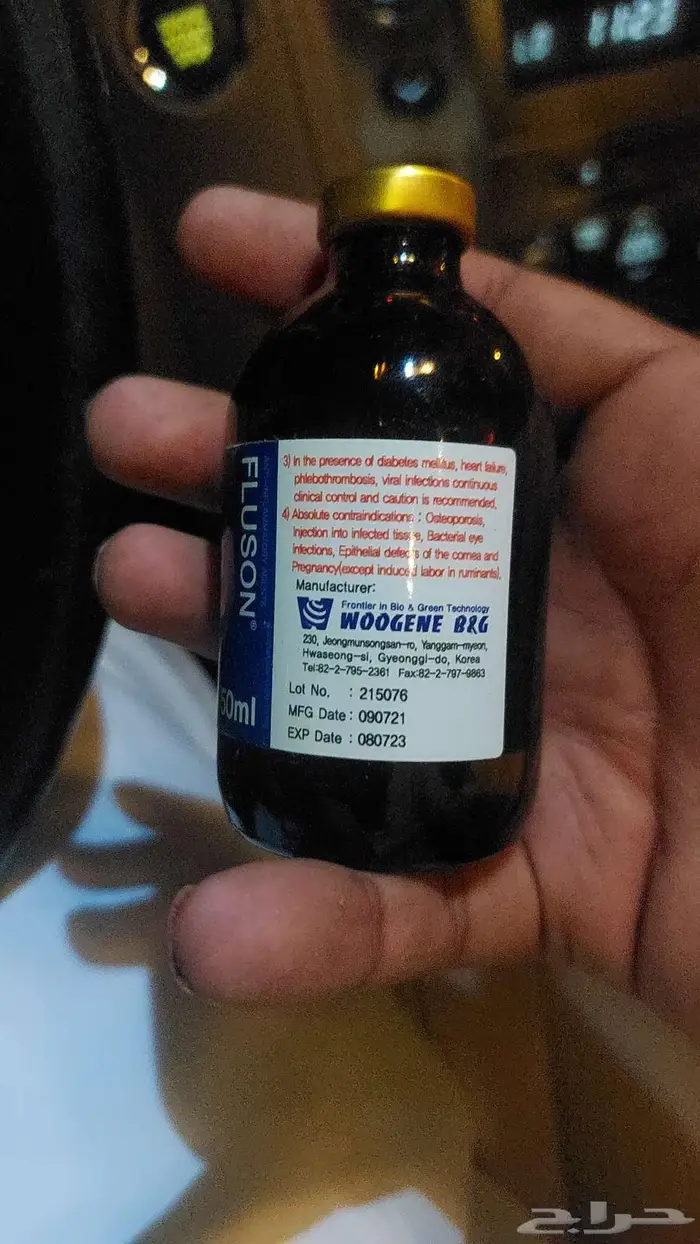 3) In the presence of diabetes mellitus, heart failure,
phlebothrombosis, viral infections continuous
clinical control and caution is recommended.
4) Absolute contraindications : Osteoporosis,
Injection into infected tissue, Bacterial eye
infections, Epithelial defects of the cornea and
Pregnancy(except induced labor in ruminants).
Manufacturer:
Frontier in Bio & Green Technology
WOOGENE B&G
230, Jeongmunsongsan-ro, Yanggam-myeon,
Hwaseong-si, Gyeonggi-do, Korea
Tel:82-2-795-2361 Fax:82-2-797-9863
Lot No. : 215076
MFG Date : 090721
EXP Date : 080723
FLUSON®
50ml
حراج